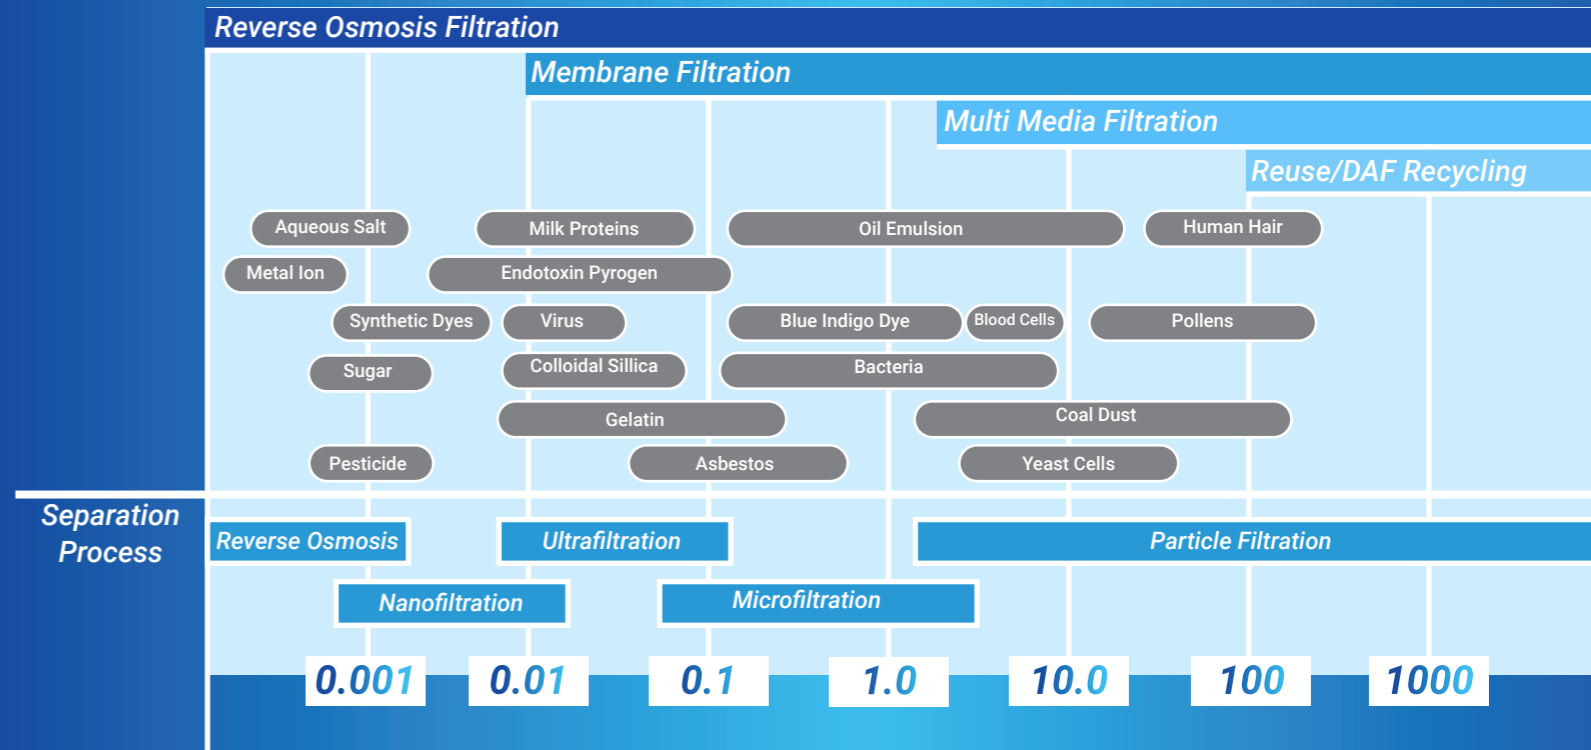 Reverse Osmosis Filtration
Membrane Filtration
Multi Media Filtration
Reuse/DAF Recycling
Aqueous Salt
Milk Proteins
Oil Emulsion
Human Hair
Metal Ion
Endotoxin Pyrogen
Synthetic Dyes
Virus
Blue Indigo Dye
Blood Cells
Pollens
Sugar
Colloidal Sillica
Bacteria
Gelatin
Coal Dust
Pesticide
Asbestos
Yeast Cells
Separation
Process
Reverse Osmosis
Ultrafiltration
Particle Filtration
Nanofiltration
Microfiltration
0.001
0.01
0.1
1.0
10.0
100
1000